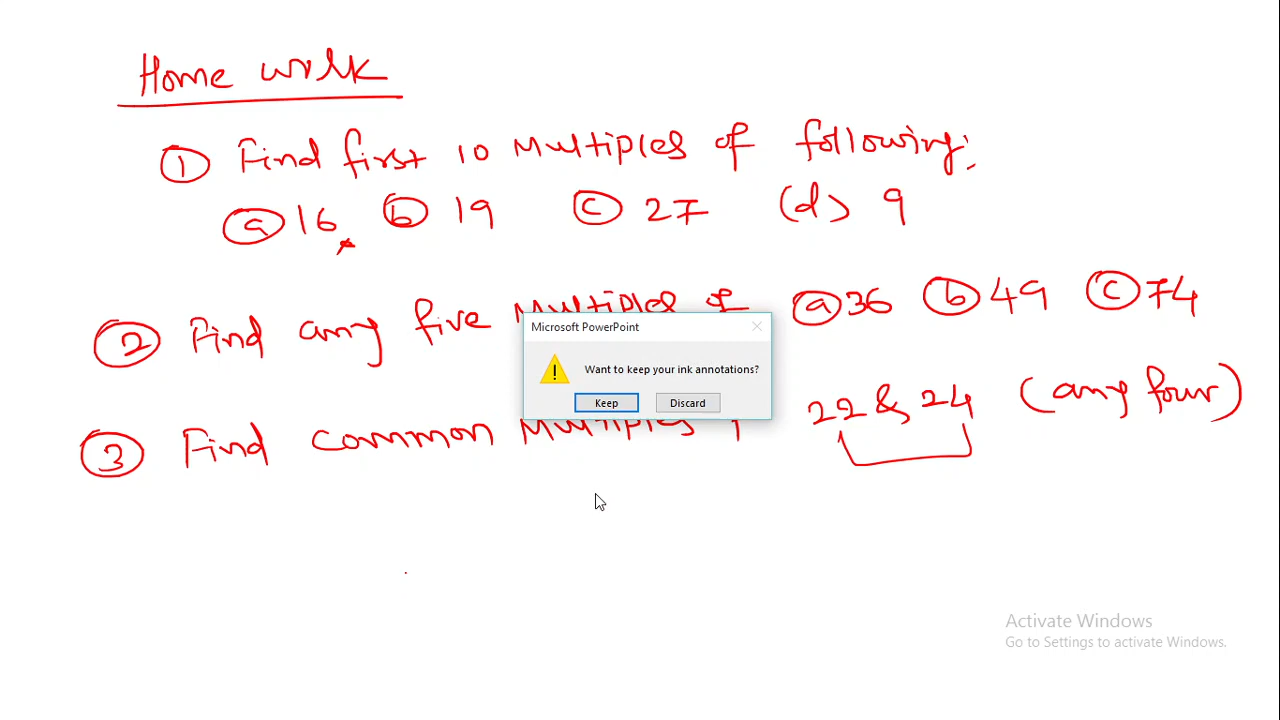 Home work
① Find first 10 Multiples of following:
ⓐ 16, ⓑ 19 ⓒ 27 (d) 9
② Find any five Multiples of ⓐ 36 ⓑ 49 ⓒ 74
Microsoft PowerPoint
Want to keep your ink annotations?
Keep Discard
③ Find common Multiples 22 & 24 (any four)
Activate Windows
Go to Settings to activate Windows.